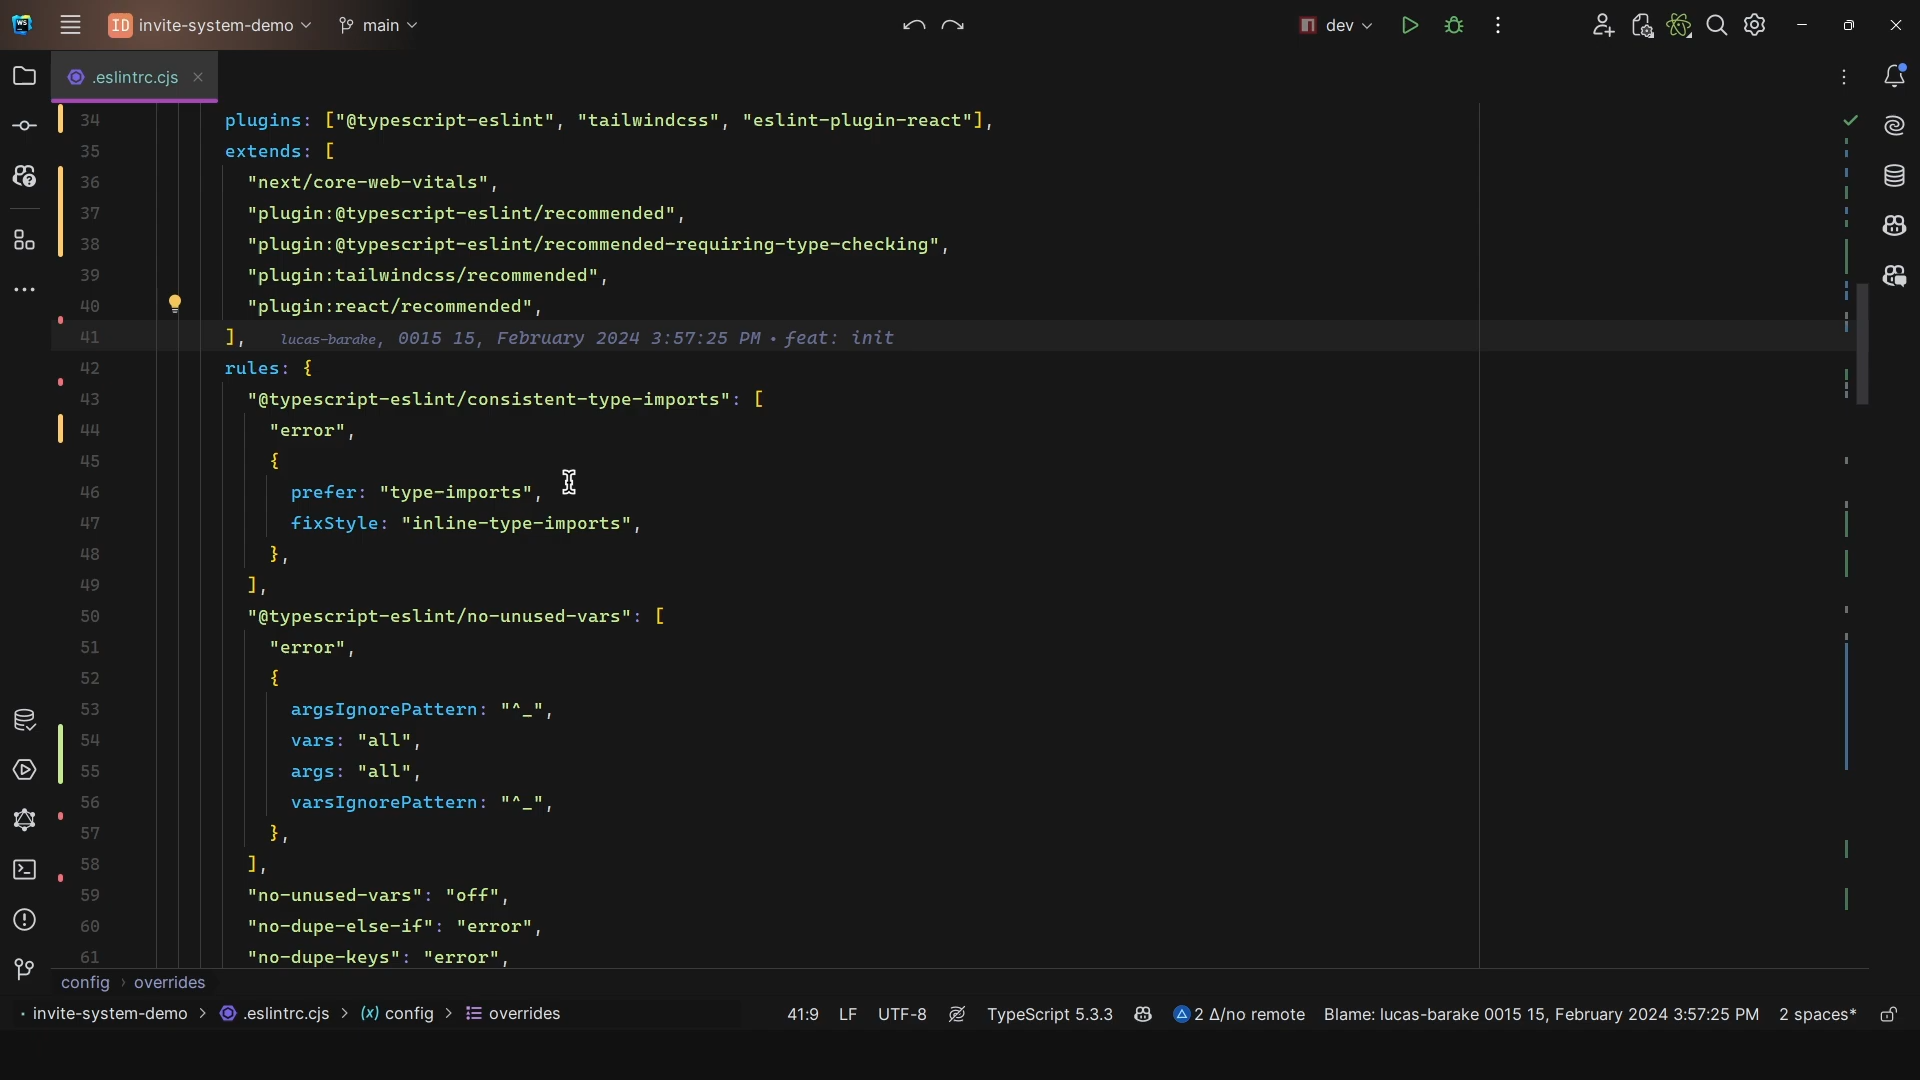 WS
ID invite-system-demo
main
dev
.eslintrc.cjs
34 plugins: ["@typescript-eslint", "tailwindcss", "eslint-plugin-react"],
35 extends: [
36 "next/core-web-vitals",
37 "plugin:@typescript-eslint/recommended",
38 "plugin:@typescript-eslint/recommended-requiring-type-checking",
39 "plugin:tailwindcss/recommended",
40 "plugin:react/recommended",
41 ], lucas-barake, 0015 15, February 2024 3:57:25 PM • feat: init
42 rules: {
43 "@typescript-eslint/consistent-type-imports": [
44 "error",
45 {
46 prefer: "type-imports",
47 fixStyle: "inline-type-imports",
48 },
49 ],
50 "@typescript-eslint/no-unused-vars": [
51 "error",
52 {
53 argsIgnorePattern: "^_",
54 vars: "all",
55 args: "all",
56 varsIgnorePattern: "^_",
57 },
58 ],
59 "no-unused-vars": "off",
60 "no-dupe-else-if": "error",
61 "no-dupe-keys": "error",
config › overrides
invite-system-demo > .eslintrc.cjs > (x) config > overrides
41:9 LF UTF-8 TypeScript 5.3.3 2 Δ/no remote Blame: lucas-barake 0015 15, February 2024 3:57:25 PM 2 spaces*